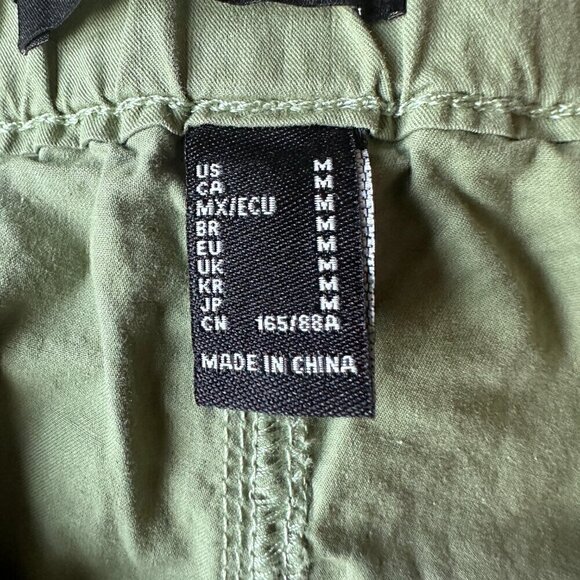 US M
CA M
MX/ECU M
BR M
EU M
UK M
KR M
JP M
CN 165/88A
MADE IN CHINA